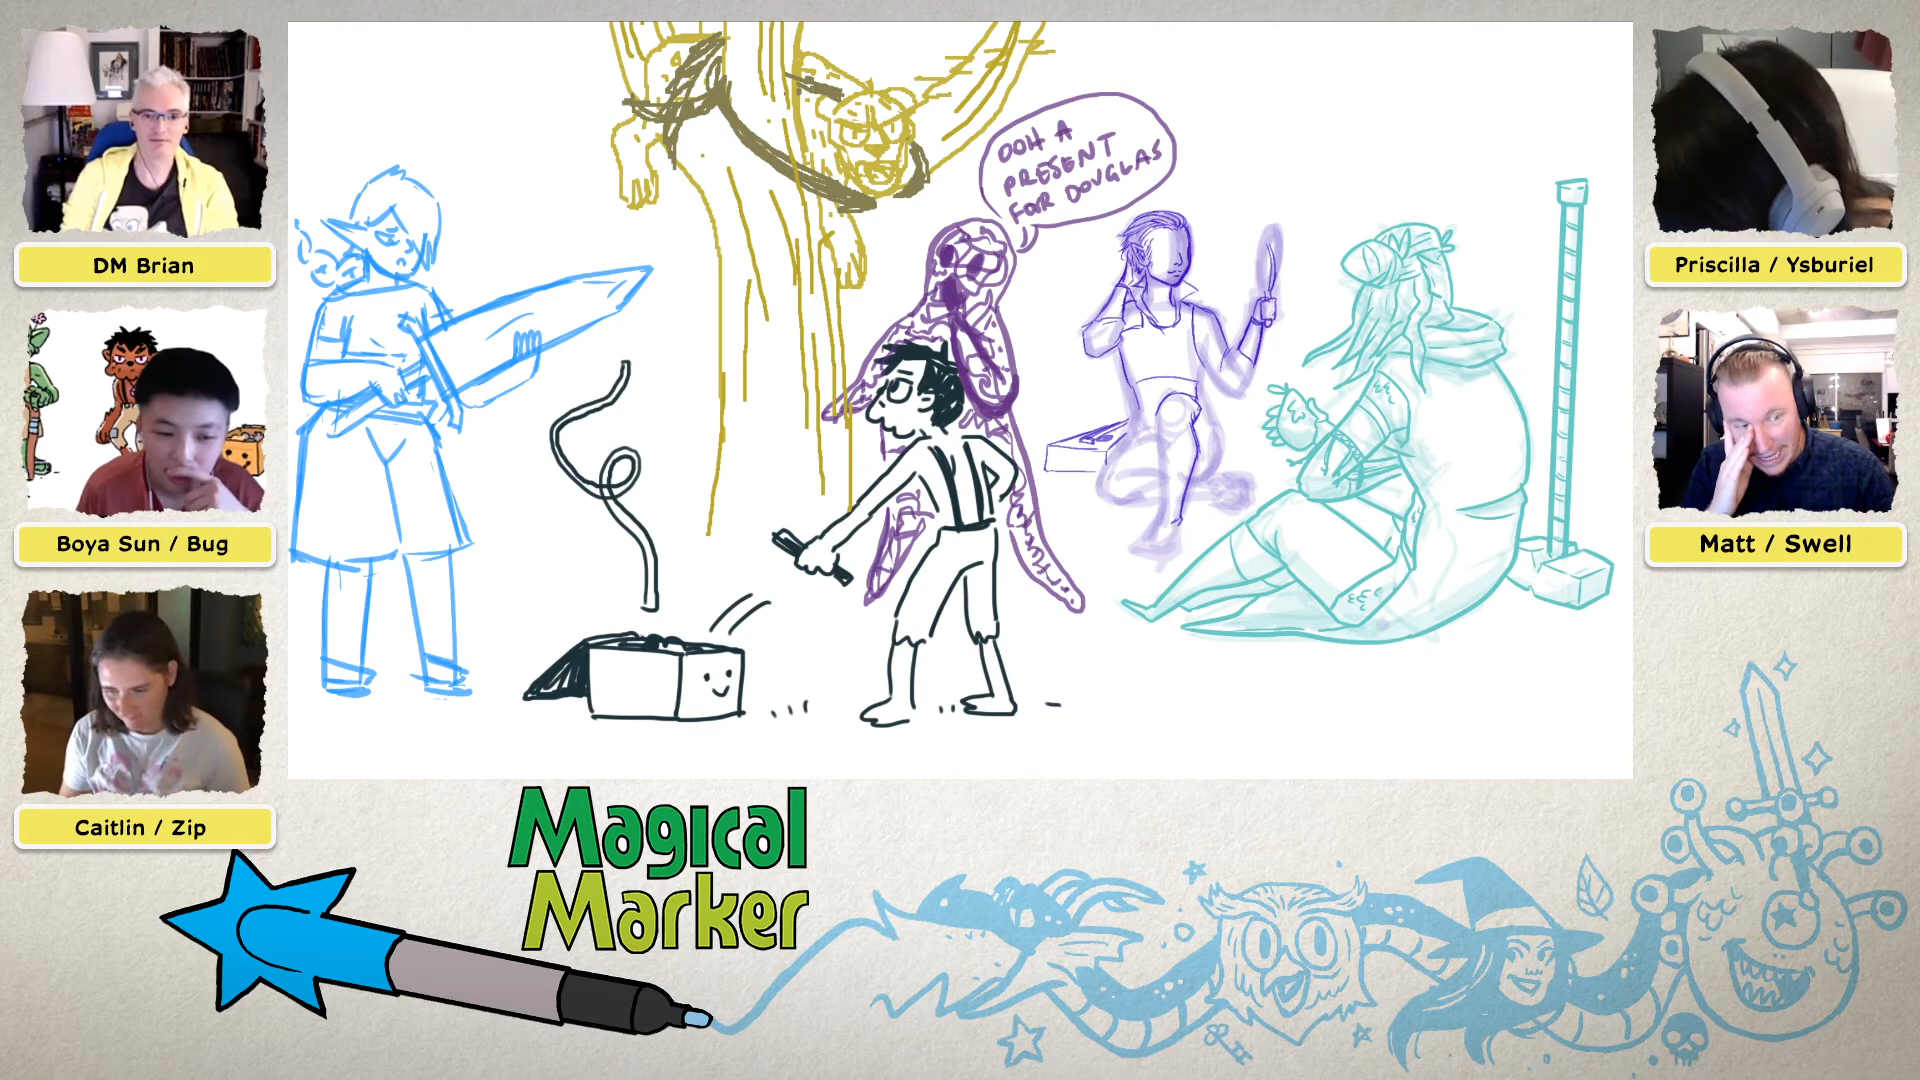 OOH A
PRESENT
FOR DOUGLAS
DM Brian
Boya Sun / Bug
Caitlin / Zip
Priscilla / Ysburiel
Matt / Swell
Magical
Marker